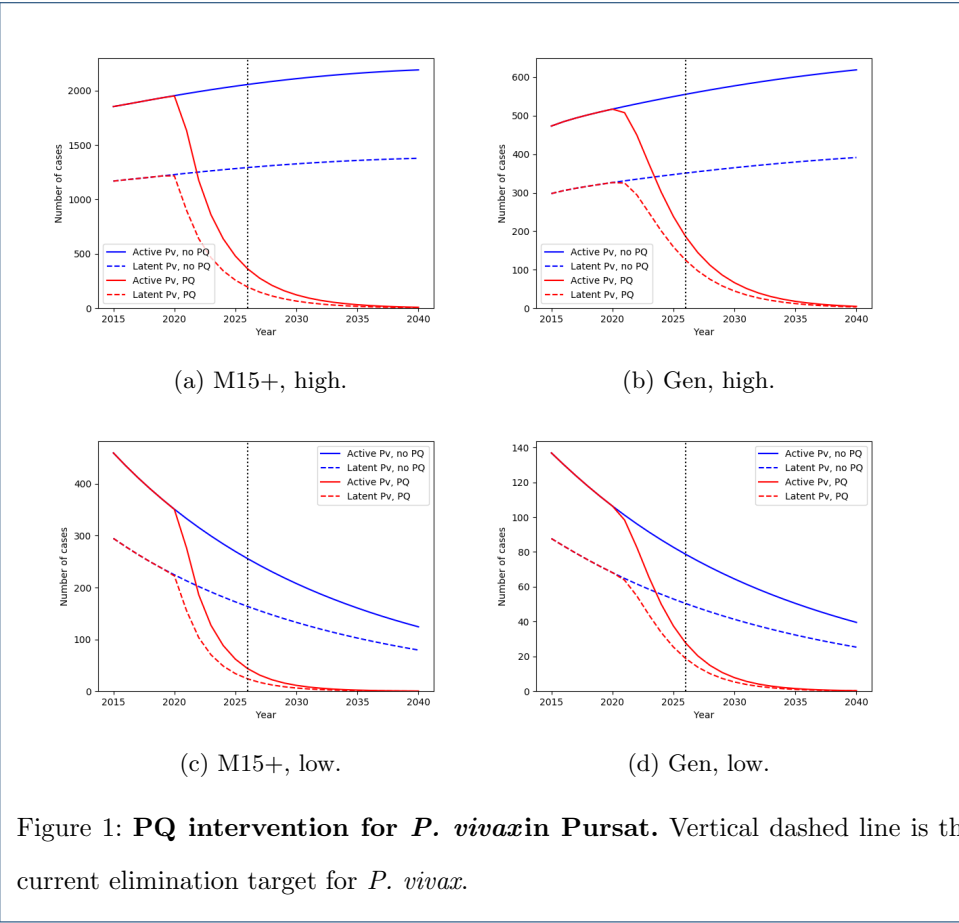 2000
1500
1000
500
0
Number of cases
Active Pv, no PQ
Latent Pv, no PQ
Active Pv, PQ
Latent Pv, PQ
2015 2020 2025 2030 2035 2040
Year
(a) M15+, high.
600
500
400
300
200
100
0
Number of cases
Active Pv, no PQ
Latent Pv, no PQ
Active Pv, PQ
Latent Pv, PQ
2015 2020 2025 2030 2035 2040
Year
(b) Gen, high.
400
300
200
100
0
Number of cases
Active Pv, no PQ
Latent Pv, no PQ
Active Pv, PQ
Latent Pv, PQ
2015 2020 2025 2030 2035 2040
Year
(c) M15+, low.
140
120
100
80
60
40
20
0
Number of cases
Active Pv, no PQ
Latent Pv, no PQ
Active Pv, PQ
Latent Pv, PQ
2015 2020 2025 2030 2035 2040
Year
(d) Gen, low.
Figure 1: PQ intervention for P. vivaxin Pursat. Vertical dashed line is th
current elimination target for P. vivax.